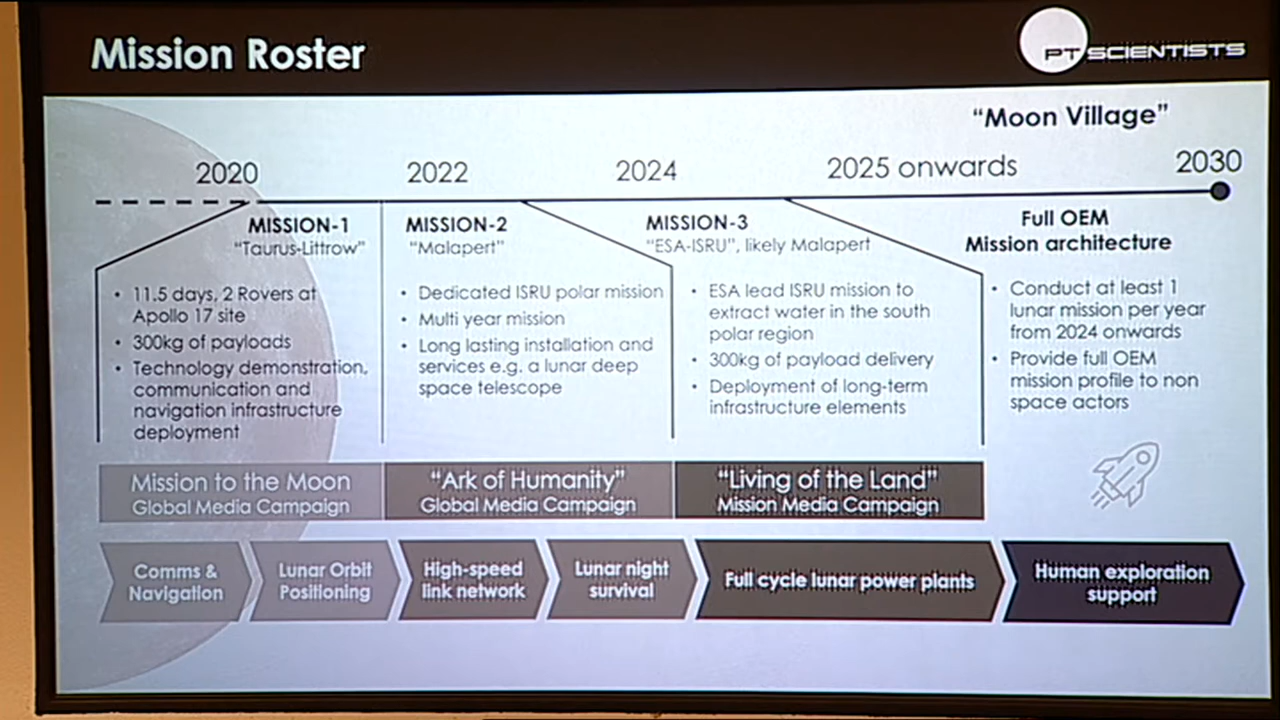 Mission Roster
PT SCIENTISTS
"Moon Village"
2020
2022
2024
2025 onwards
2030
MISSION-1
"Taurus-Littrow"
• 11.5 days, 2 Rovers at
Apollo 17 site
• 300kg of payloads
• Technology demonstration,
communication and
navigation infrastructure
deployment
MISSION-2
"Malapert"
• Dedicated ISRU polar mission
• Multi year mission
• Long lasting installation and
services e.g. a lunar deep
space telescope
MISSION-3
"ESA-ISRU", likely Malapert
• ESA lead ISRU mission to
extract water in the south
polar region
• 300kg of payload delivery
• Deployment of long-term
infrastructure elements
Full OEM
Mission architecture
• Conduct at least 1
lunar mission per year
from 2024 onwards
• Provide full OEM
mission profile to non
space actors
Mission to the Moon
Global Media Campaign
"Ark of Humanity"
Global Media Campaign
"Living of the Land"
Mission Media Campaign
Comms &
Navigation
Lunar Orbit
Positioning
High-speed
link network
Lunar night
survival
Full cycle lunar power plants
Human exploration
support